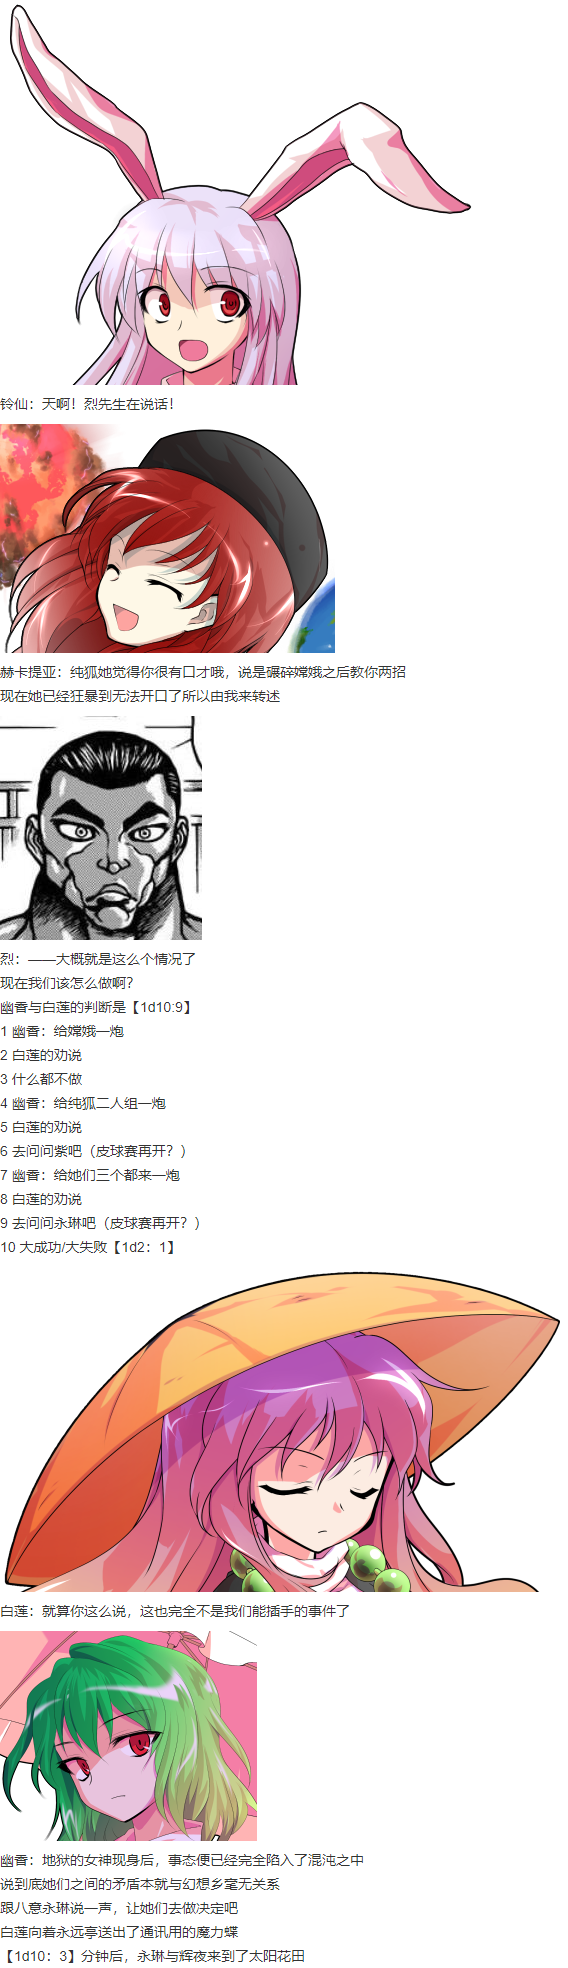 铃仙：天啊！烈先生在说话！
赫卡提亚：纯狐她觉得你很有口才哦，说是碾碎嫦娥之后教你两招
现在她已经狂暴到无法开口了所以由我来转述
烈：——大概就是这么个情况了
现在我们该怎么做啊？
幽香与白莲的判断是【1d10:9】
1 幽香：给嫦娥一炮
2 白莲的劝说
3 什么都不做
4 幽香：给纯狐二人组一炮
5 白莲的劝说
6 去问问紫吧（皮球赛再开？）
7 幽香：给她们三个都来一炮
8 白莲的劝说
9 去问问永琳吧（皮球赛再开？）
10 大成功/大失败【1d2：1】
白莲：就算你这么说，这也完全不是我们能插手的事件了
幽香：地狱的女神现身后，事态便已经完全陷入了混沌之中
说到底她们之间的矛盾本就与幻想乡毫无关系
跟八意永琳说一声，让她们去做决定吧
白莲向着永远亭送出了通讯用的魔力蝶
【1d10：3】分钟后，永琳与辉夜来到了太阳花田